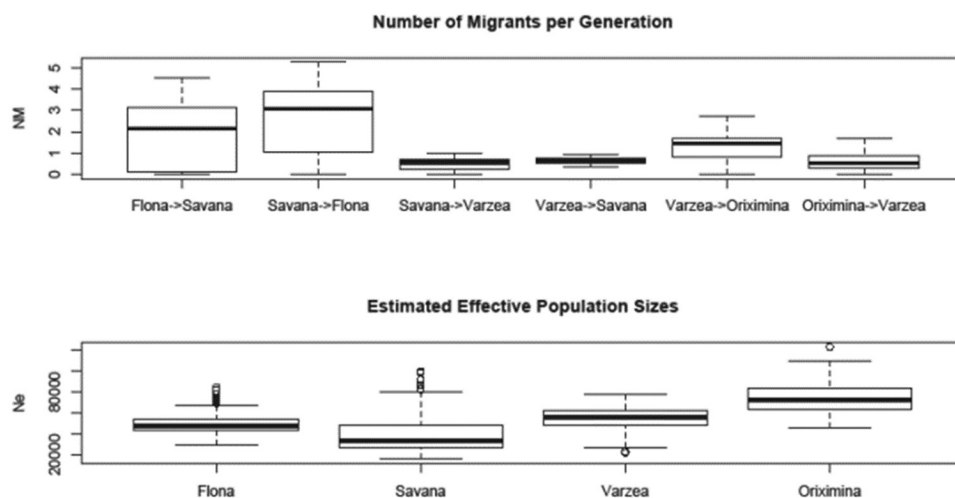 Number of Migrants per Generation
NM
5
4
3
2
1
0
Flona->Savana Savana->Flona Savana->Varzea Varzea->Savana Varzea->Oriximina Oriximina->Varzea
Estimated Effective Population Sizes
Ne
80000
20000
Flona Savana Varzea Oriximina